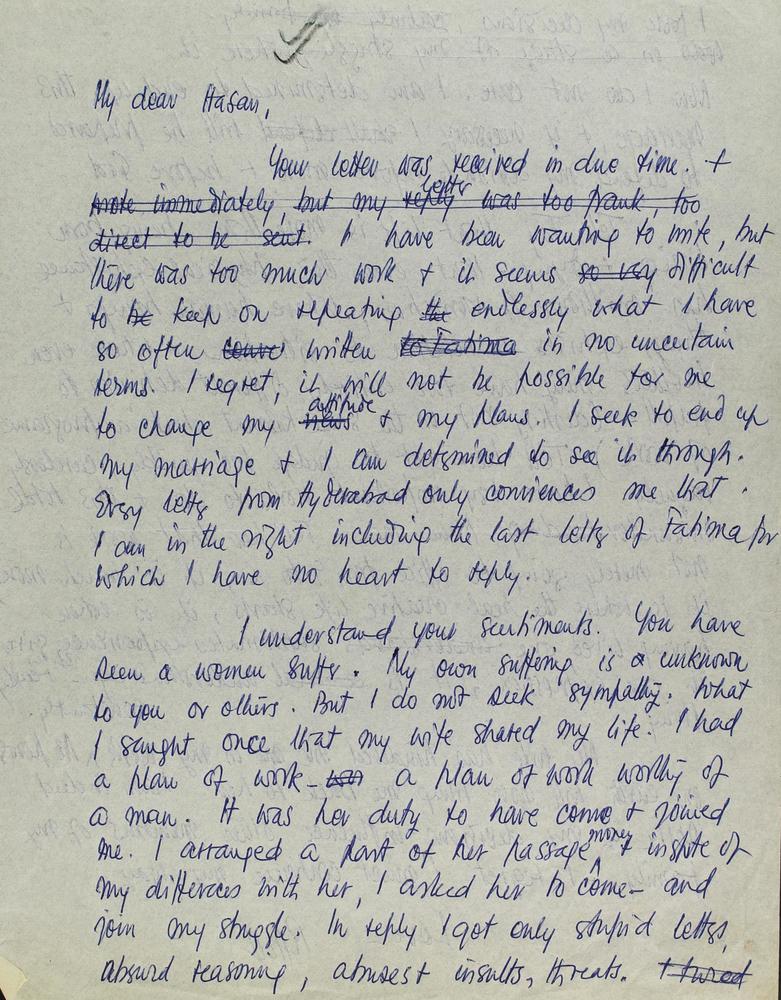 My dear Hasan,
Your letter was received in due time. I
wrote immediately, but my reply letter was too frank, too
direct to be sent. I have been wanting to write, but
there was too much work + it seems so very difficult
to be keep on repeating the endlessly what I have
so often written to Fatima in no uncertain
terms. I regret, it will not be possible for me
to change my views attitude + my plans. I seek to end up
my marriage + I am determined to see it through.
Every letter from Hyderabad only conviences me that
I am in the right including the last letter of Fatima for
which I have no heart to reply.
I understand your sentiments. You have
seen a women suffer. My own suffering is unknown
to you or others. But I do not seek sympathy. What
I saught once that my wife shared my life. I had
a plan of work - was a plan of work worthy of
a man. It was her duty to have come + joined
me. I arranged a part of her passage money + inspite of
my differces with her, I asked her to come - and
join my struggle. In reply I got only stupid letters,
absurd reasoning, abuses + insults, threats. I tured